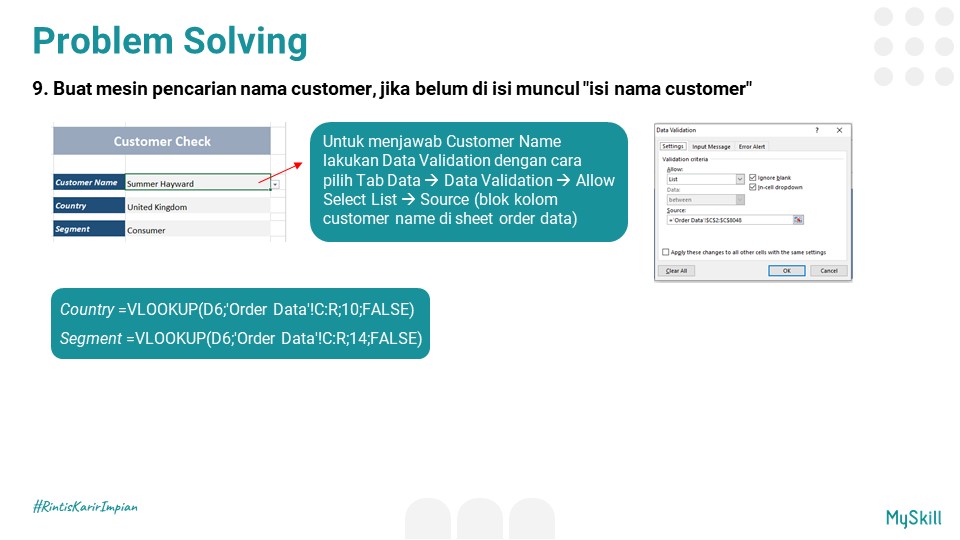 Problem Solving
9. Buat mesin pencarian nama customer, jika belum di isi muncul "isi nama customer"
Customer Check
Customer Name Summer Hayward
Country United Kingdom
Segment Consumer
Untuk menjawab Customer Name
lakukan Data Validation dengan cara
pilih Tab Data → Data Validation → Allow
Select List → Source (blok kolom
customer name di sheet order data)
Data Validation ? ×
Settings Input Message Error Alert
Validation criteria
Allow:
List Ignore blank
In-cell dropdown
Data:
between
Source:
='Order Data'!$C$2:$C$8048
Apply these changes to all other cells with the same settings
Clear All OK Cancel
Country =VLOOKUP(D6;'Order Data'!C:R;10;FALSE)
Segment =VLOOKUP(D6;'Order Data'!C:R;14;FALSE)
#RintisKarirImpian
MySkill